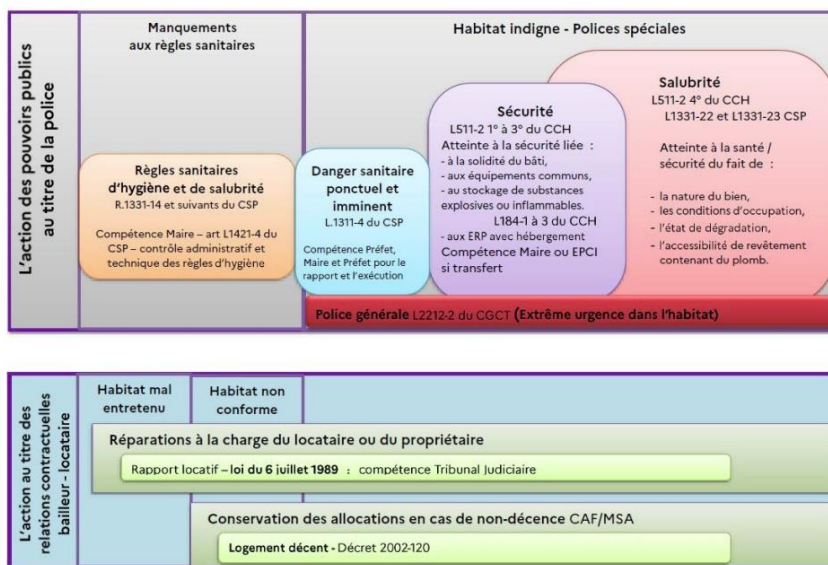 L'action des pouvoirs publics
au titre de la police
Manquements
aux règles sanitaires
Habitat indigne - Polices spéciales
Règles sanitaires
d'hygiène et de salubrité
R.1331-14 et suivants du CSP
Compétence Maire – art L1421-4 du
CSP – contrôle administratif et
technique des règles d'hygiène
Danger sanitaire
ponctuel et
imminent
L.1311-4 du CSP
Compétence Préfet,
Maire et Préfet pour le
rapport et l'exécution
Sécurité
L511-2 1° à 3° du CCH
Atteinte à la sécurité liée :
- à la solidité du bâti,
- aux équipements communs,
- au stockage de substances
explosives ou inflammables.
L184-1 à 3 du CCH
- aux ERP avec hébergement
Compétence Maire ou EPCI
si transfert
Salubrité
L511-2 4° du CCH
L1331-22 et L1331-23 CSP
Atteinte à la santé /
sécurité du fait de :
- la nature du bien,
- les conditions d'occupation,
- l'état de dégradation,
- l'accessibilité de revêtement
contenant du plomb.
Police générale L2212-2 du CGCT (Extrême urgence dans l'habitat)
L'action au titre des
relations contractuelles
bailleur - locataire
Habitat mal
entretenu
Habitat non
conforme
Réparations à la charge du locataire ou du propriétaire
Rapport locatif – loi du 6 juillet 1989 : compétence Tribunal Judiciaire
Conservation des allocations en cas de non-décence CAF/MSA
Logement décent - Décret 2002-120